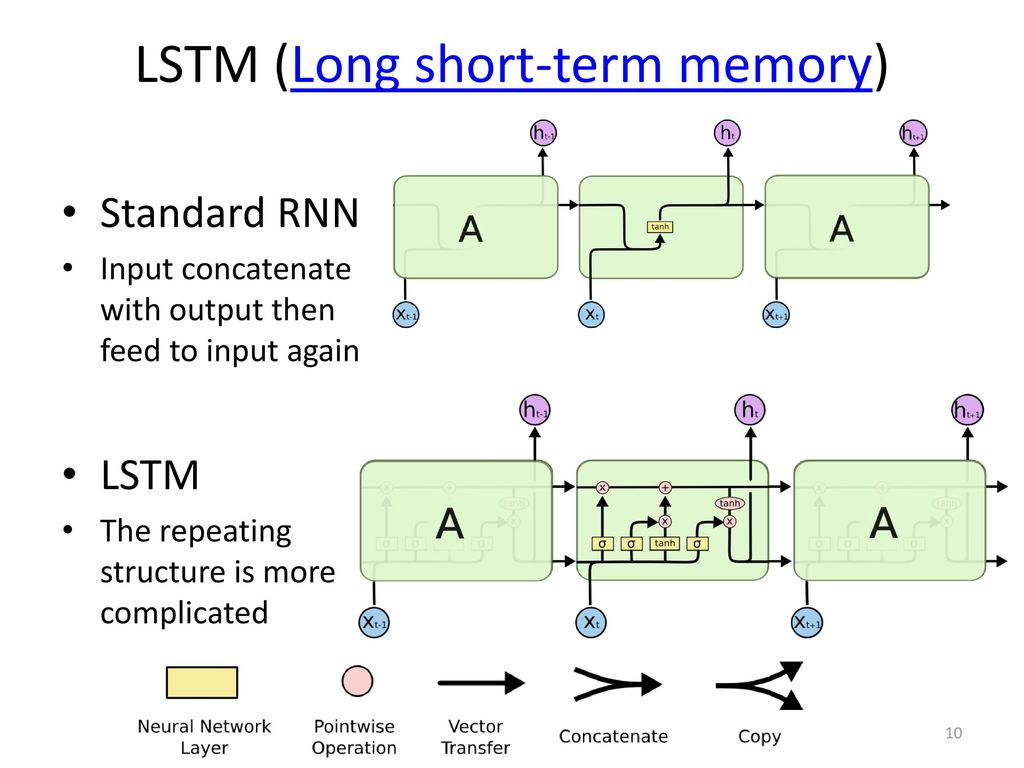 LSTM (Long short-term memory)
• Standard RNN
• Input concatenate
with output then
feed to input again
ht-1 ht ht+1
A tanh A
xt-1 xt xt+1
• LSTM
• The repeating
structure is more
complicated
ht-1 ht ht+1
x + tanh
x x
A σ σ tanh σ A
xt-1 xt xt+1
Neural Network
Layer
Pointwise
Operation
Vector
Transfer
Concatenate
Copy
10